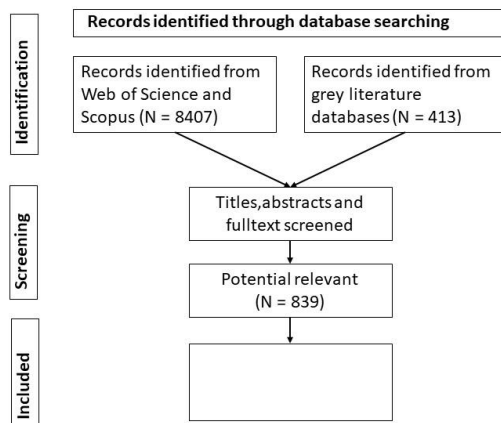 Records identified through database searching
Identification
Records identified from
Web of Science and
Scopus (N = 8407)
Records identified from
grey literature
databases (N = 413)
Screening
Titles,abstracts and
fulltext screened
Potential relevant
(N = 839)
Included